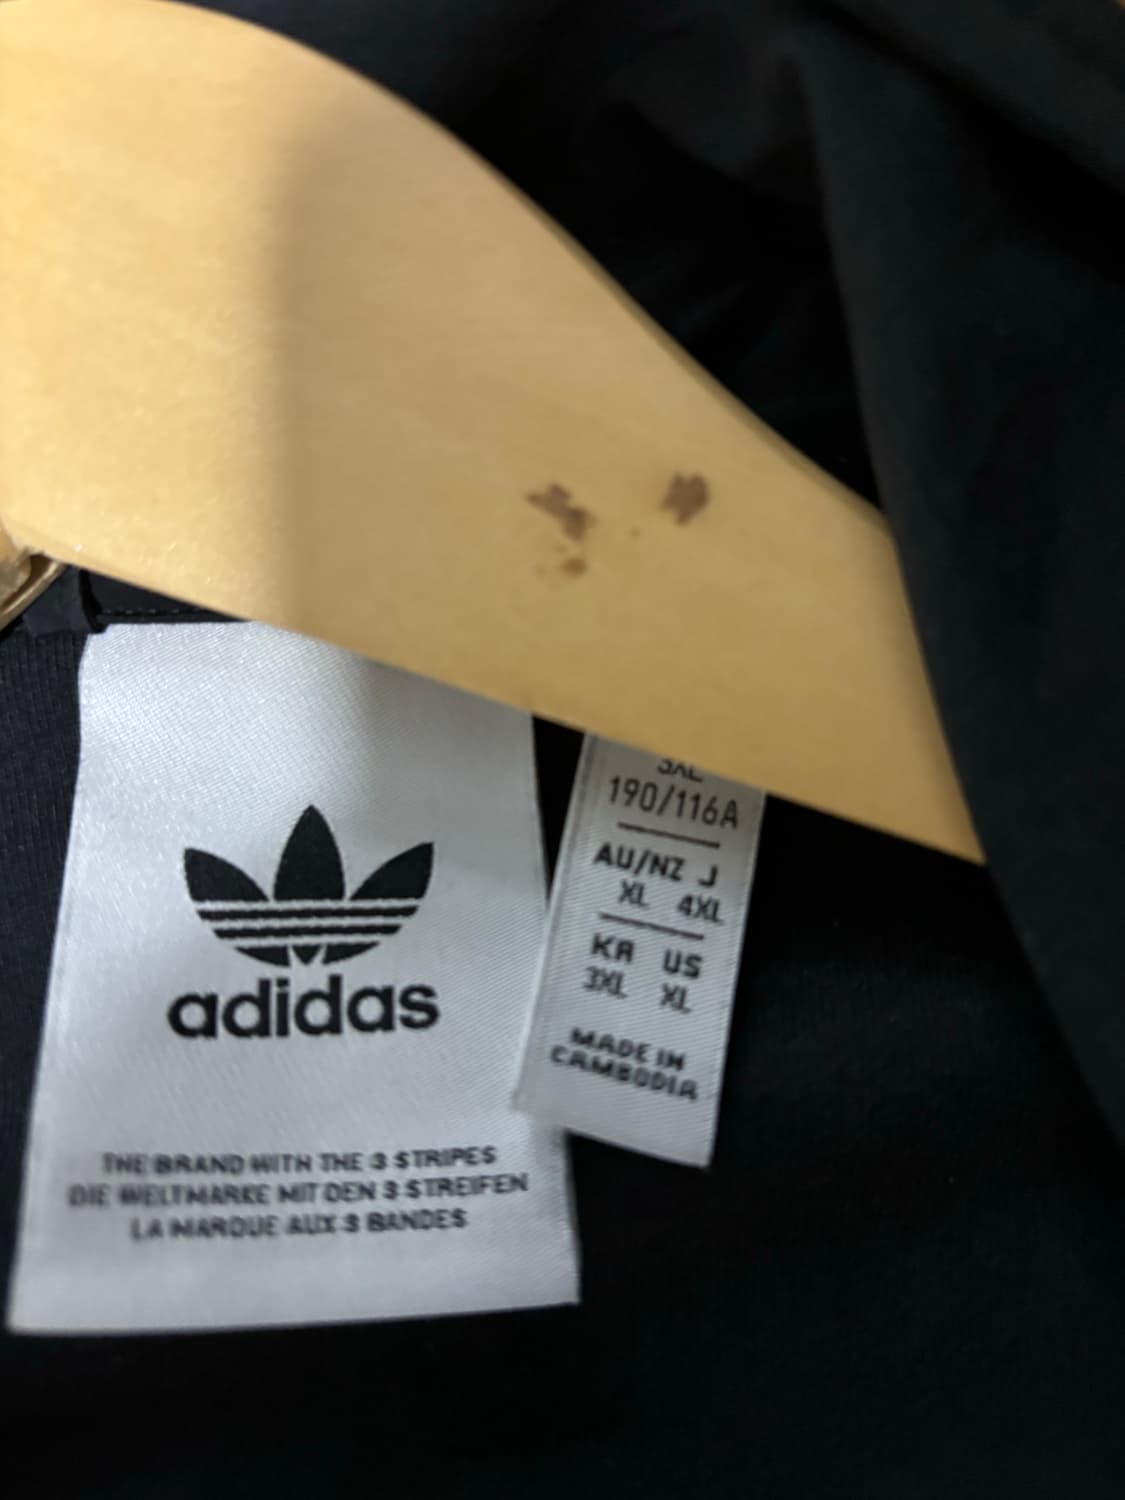 adidas
THE BRAND WITH THE 3 STRIPES
DIE WELTMARKE MIT DEN 3 STREIFEN
LA MARQUE AUX 3 BANDES
3XL
190/116A
AU/NZ J
XL 4XL
KR US
3XL XL
MADE IN
CAMBODIA